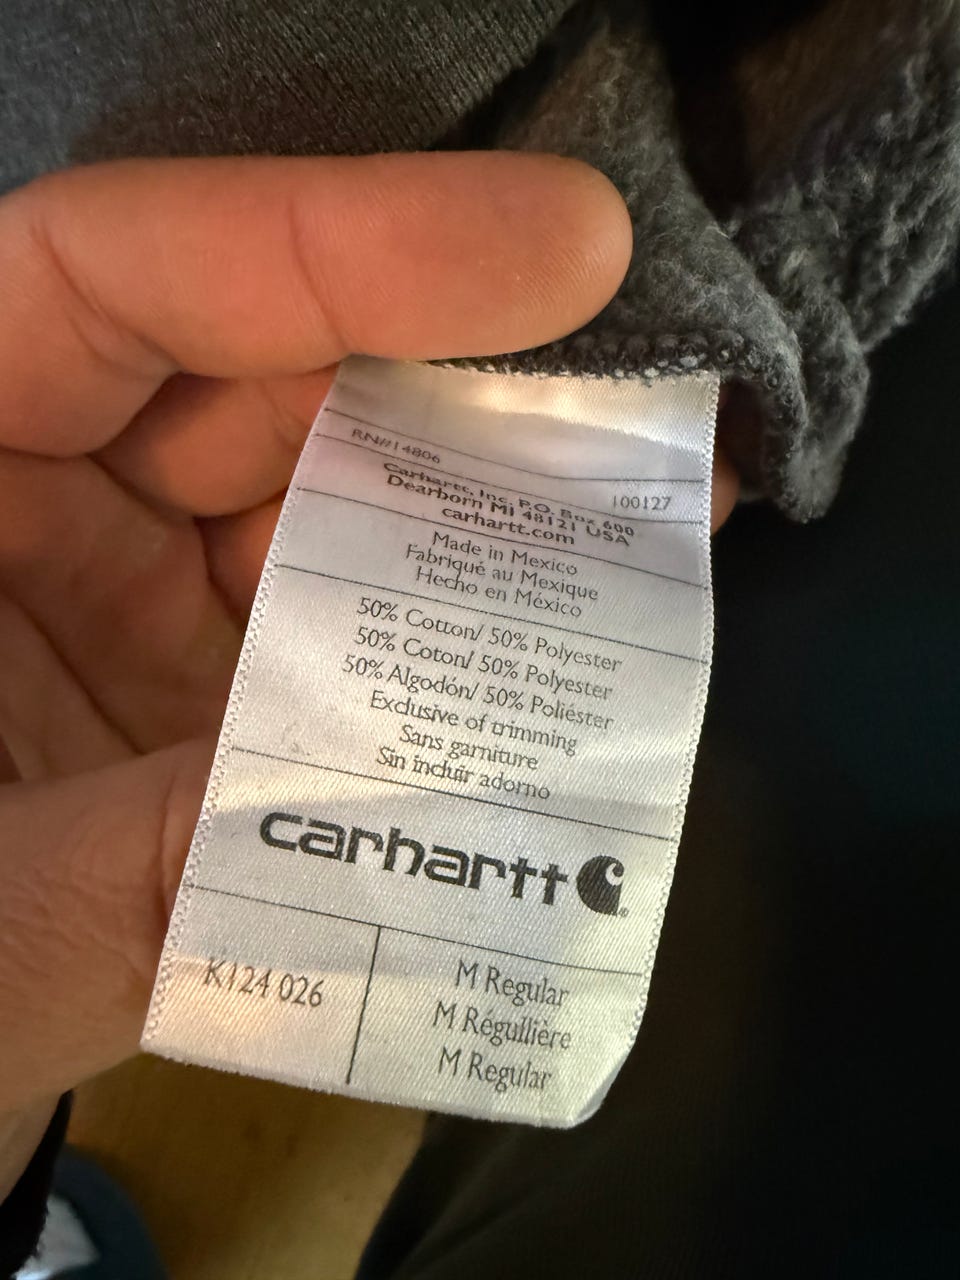 RN#14806
100127
Carhartt, Inc. P.O. Box 600
Dearborn MI 48121 USA
carhartt.com
Made in Mexico
Fabriqué au Mexique
Hecho en México
50% Cotton/ 50% Polyester
50% Coton/ 50% Polyester
50% Algodón/ 50% Poliéster
Exclusive of trimming
Sans garniture
Sin incluir adorno
carhartt
K124 026
M Regular
M Régullière
M Regular